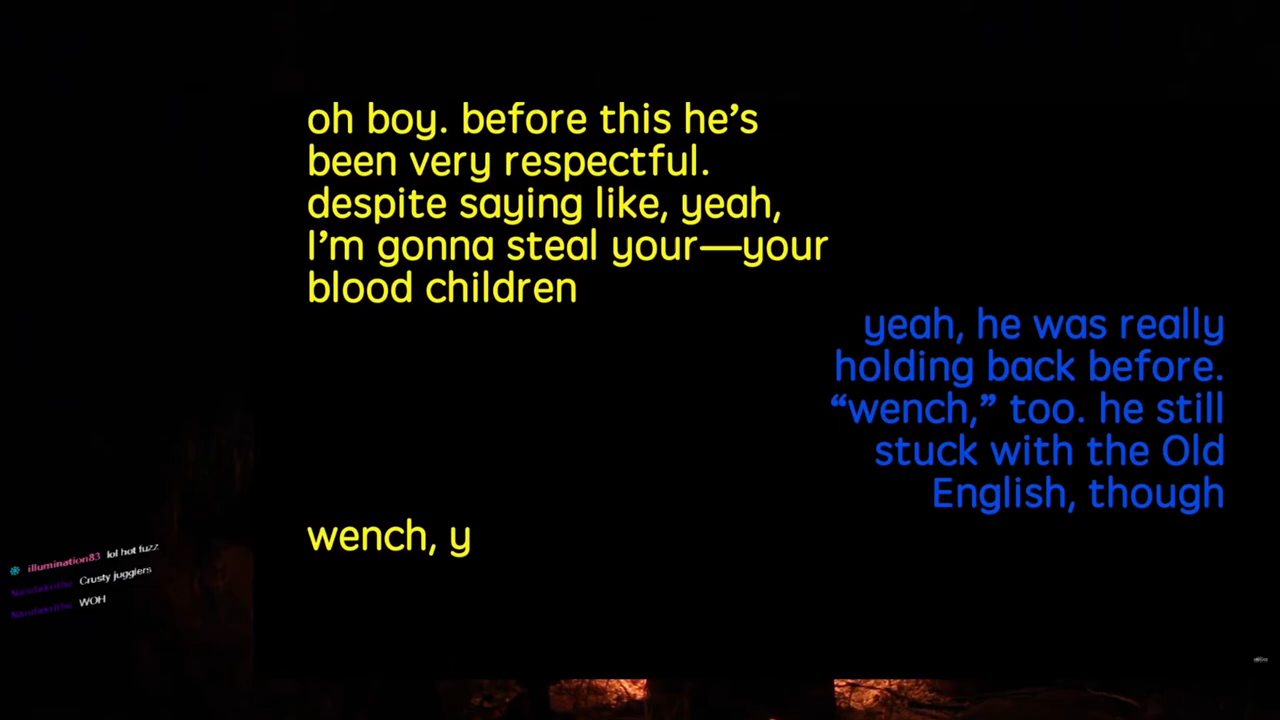 oh boy. before this he’s
been very respectful.
despite saying like, yeah,
I’m gonna steal your—your
blood children
yeah, he was really
holding back before.
“wench,” too. he still
stuck with the Old
English, though
wench, y
illumination83 lol hot fuzz
Crusty jugglers
WOH